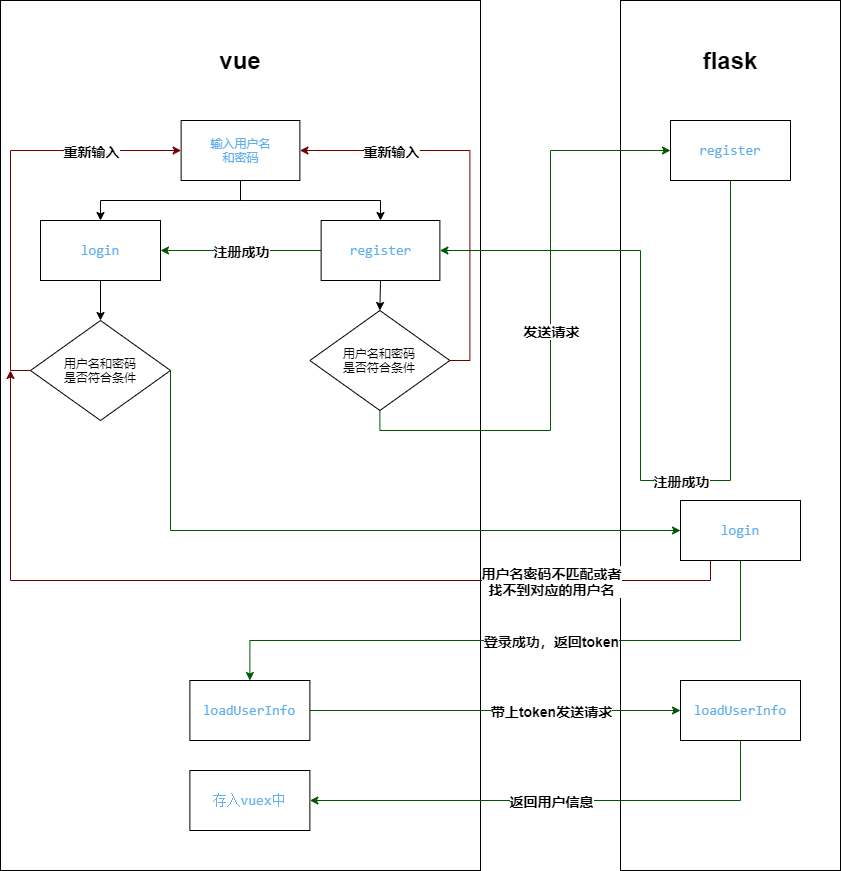 vue
flask
输入用户名
和密码
重新输入
重新输入
register
login
注册成功
register
发送请求
用户名和密码
是否符合条件
用户名和密码
是否符合条件
注册成功
login
用户名密码不匹配或者
找不到对应的用户名
登录成功，返回token
loadUserInfo
带上token发送请求
loadUserInfo
存入vuex中
返回用户信息